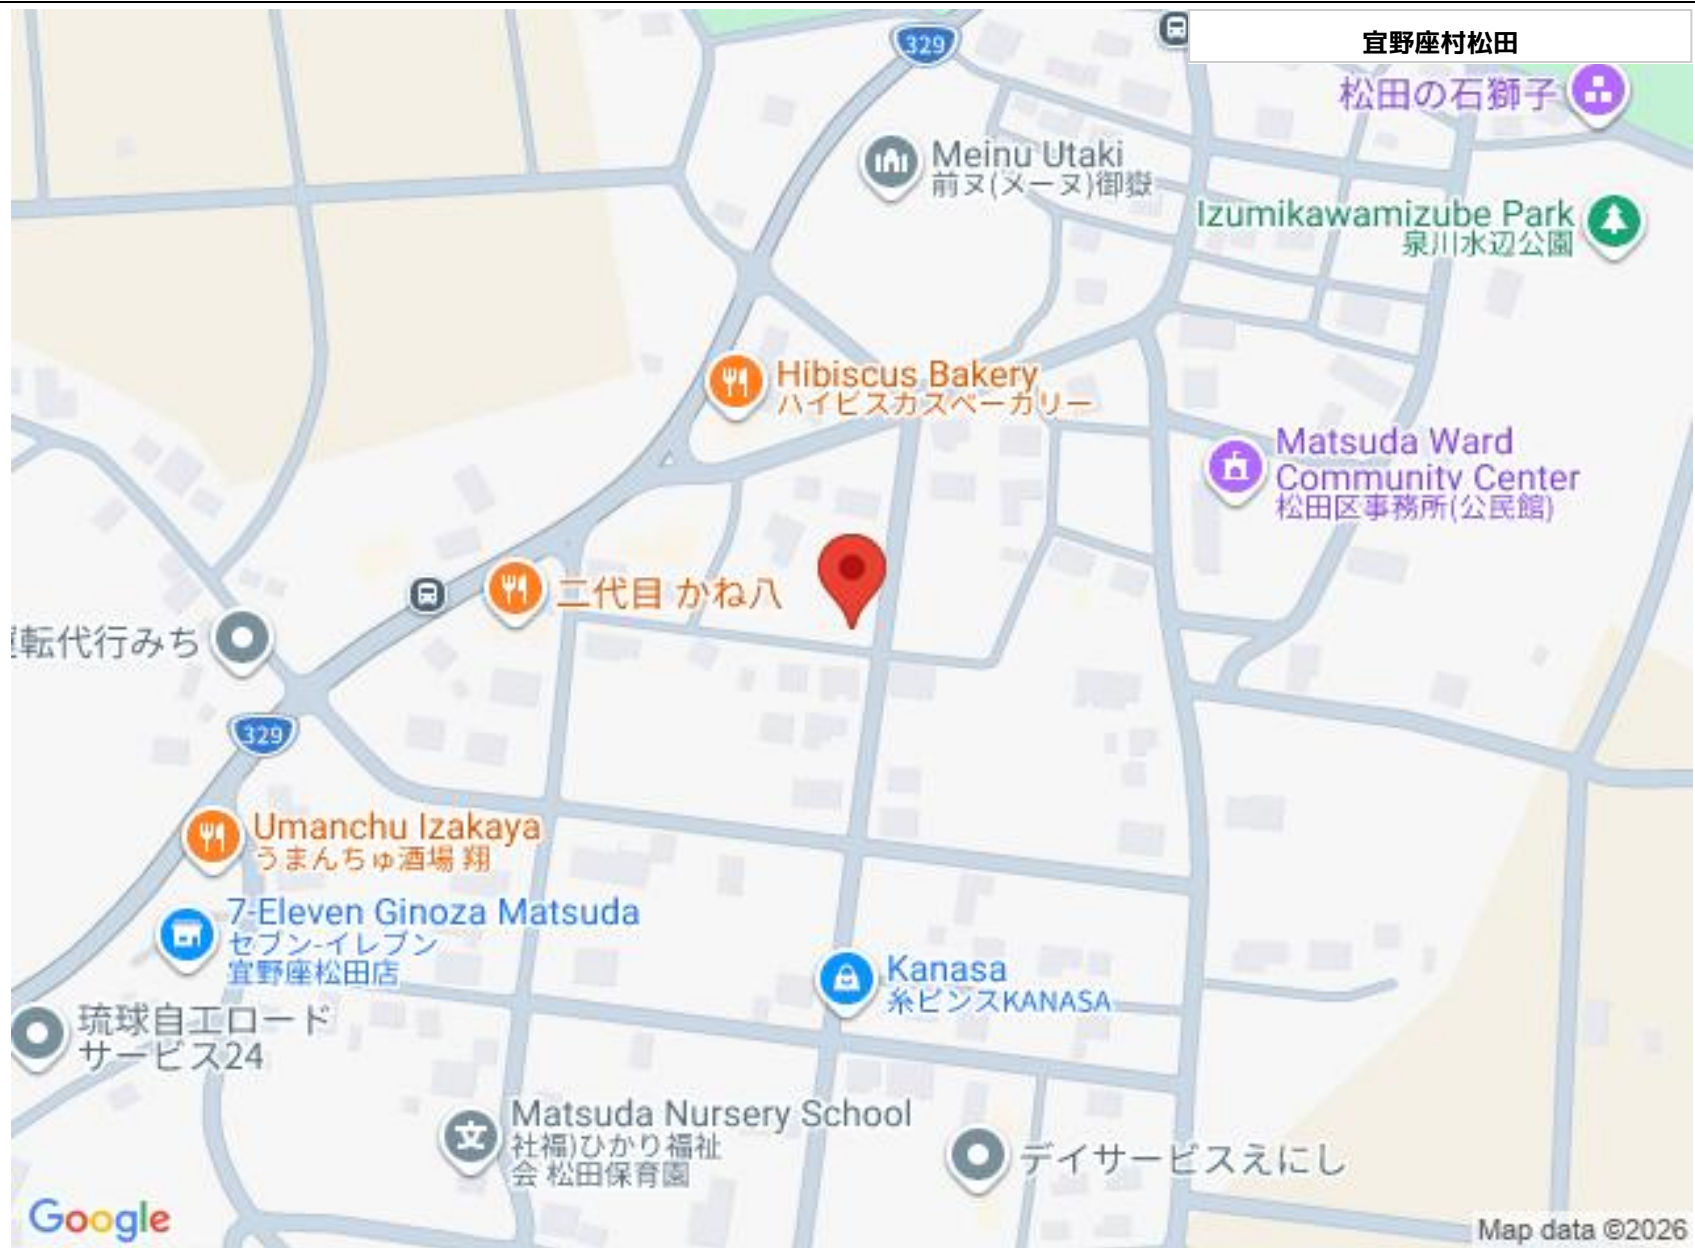 329
宜野座村松田
松田の石獅子
Meinu Utaki
前ヌ(メーヌ)御嶽
Izumikawamizube Park
泉川水辺公園
Hibiscus Bakery
ハイビスカスベーカリー
Matsuda Ward
Community Center
松田区事務所(公民館)
二代目 かね八
転代行みち
329
Umanchu Izakaya
うまんちゅ酒場 翔
7-Eleven Ginoza Matsuda
セブン-イレブン
宜野座松田店
Kanasa
糸ピンスKANASA
琉球自工ロード
サービス24
Matsuda Nursery School
社福)ひかり福祉
会 松田保育園
デイサービスえにし
Google
Map data ©2026